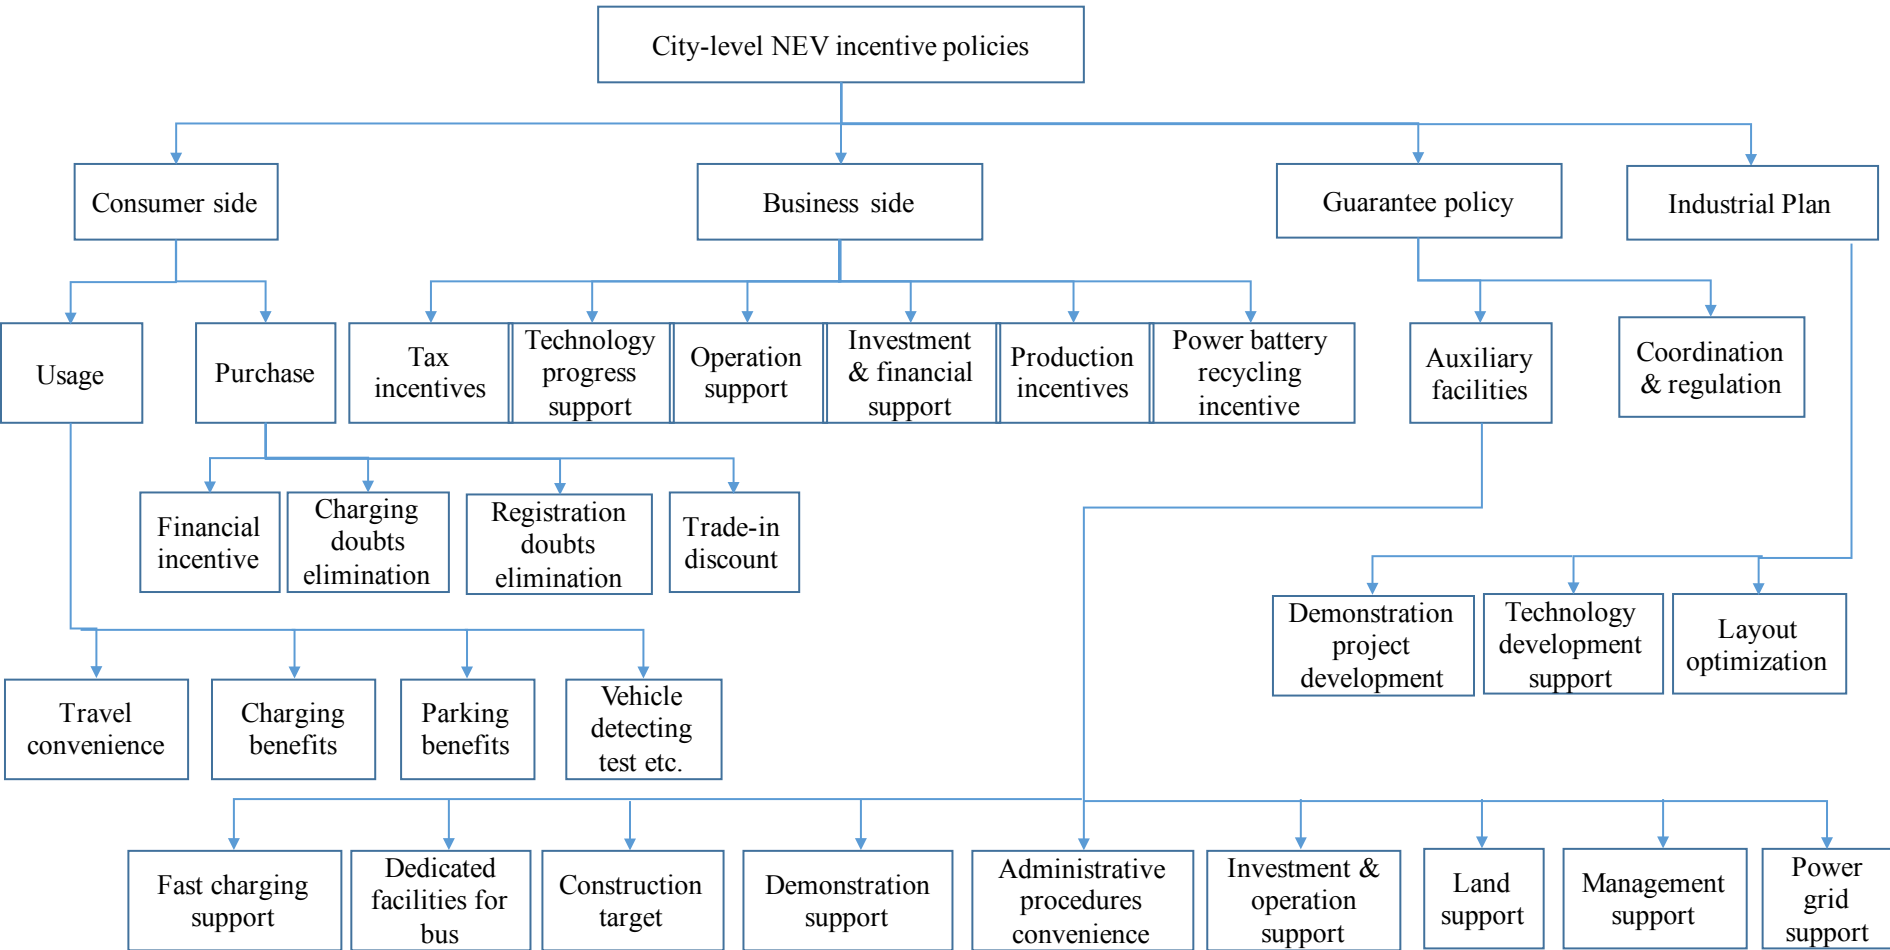 City-level NEV incentive policies
Consumer side
Business side
Guarantee policy
Industrial Plan
Usage
Purchase
Tax
incentives
Technology
progress
support
Operation
support
Investment
& financial
support
Production
incentives
Power battery
recycling
incentive
Auxiliary
facilities
Coordination
& regulation
Financial
incentive
Charging
doubts
elimination
Registration
doubts
elimination
Trade-in
discount
Demonstration
project
development
Technology
development
support
Layout
optimization
Travel
convenience
Charging
benefits
Parking
benefits
Vehicle
detecting
test etc.
Fast charging
support
Dedicated
facilities for
bus
Construction
target
Demonstration
support
Administrative
procedures
convenience
Investment &
operation
support
Land
support
Management
support
Power
grid
support